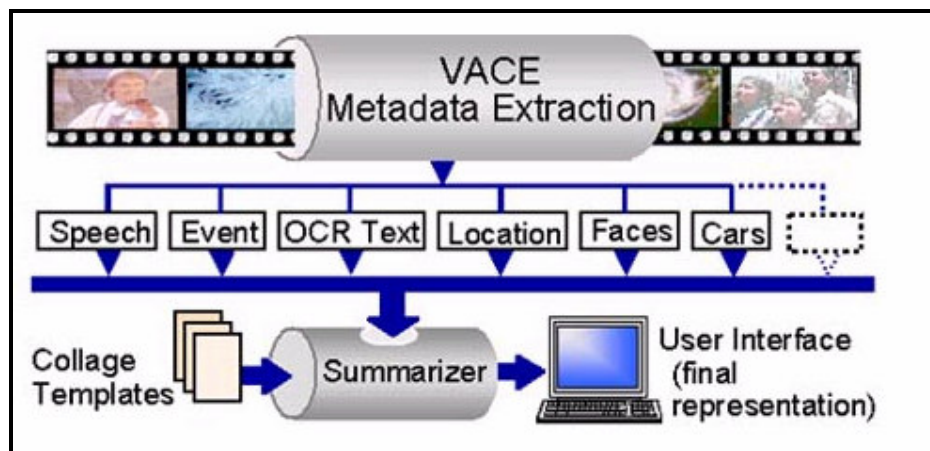 VACE
Metadata Extraction
Speech
Event
OCR Text
Location
Faces
Cars
Collage
Templates
Summarizer
User Interface
(final
representation)